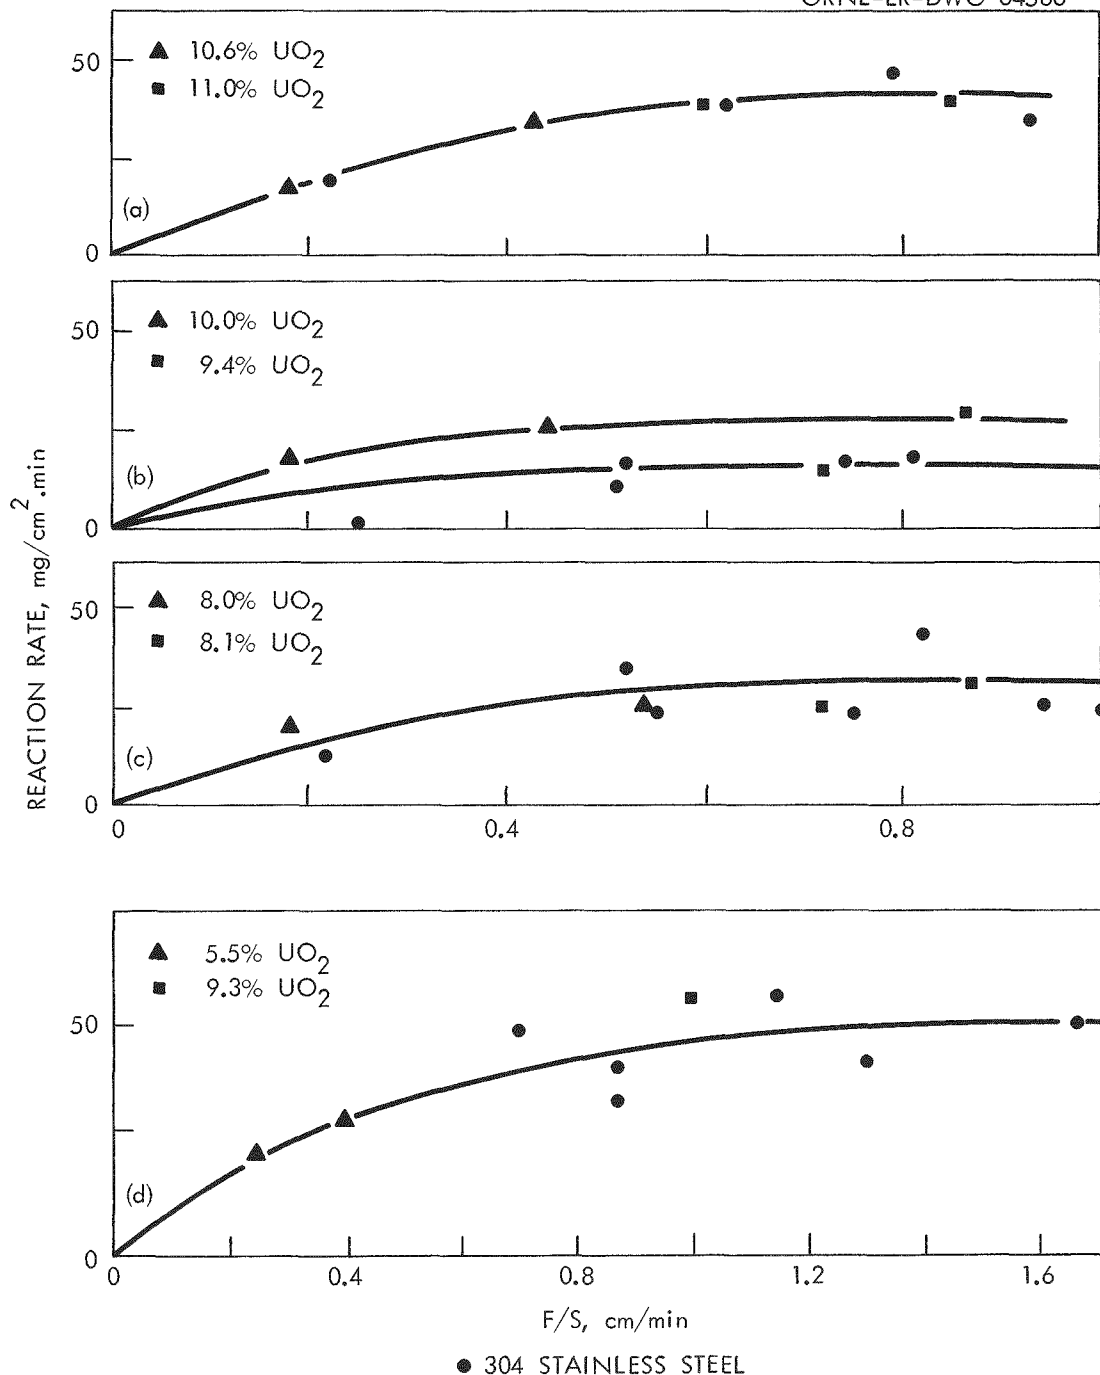 50
▲ 10.6% UO2
■ 11.0% UO2
(a)
0
50
▲ 10.0% UO2
■ 9.4% UO2
(b)
0
REACTION RATE, mg/cm2.min
50
▲ 8.0% UO2
■ 8.1% UO2
(c)
0
0 0.4 0.8
▲ 5.5% UO2
■ 9.3% UO2
50
(d)
0
0 0.4 0.8 1.2 1.6
F/S, cm/min
● 304 STAINLESS STEEL